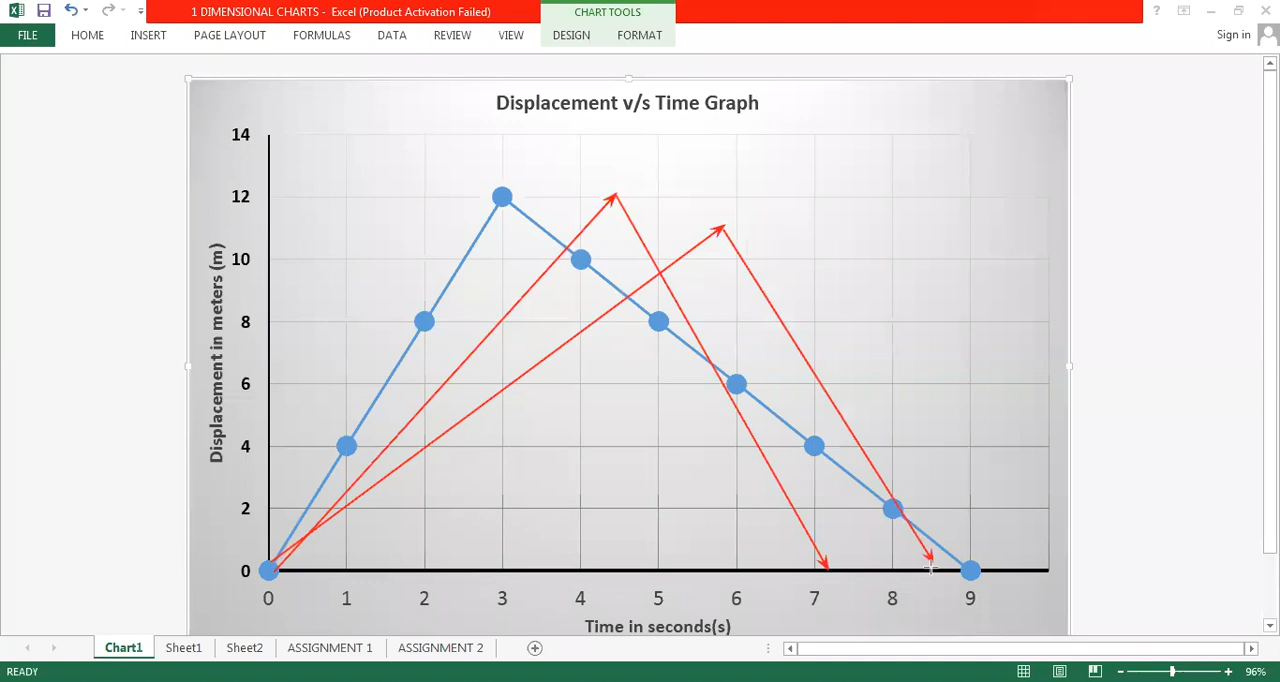 1 DIMENSIONAL CHARTS - Excel (Product Activation Failed)
CHART TOOLS
FILE HOME INSERT PAGE LAYOUT FORMULAS DATA REVIEW VIEW DESIGN FORMAT Sign in
Displacement v/s Time Graph
14
12
10
8
6
4
2
0
Displacement in meters (m)
0 1 2 3 4 5 6 7 8 9
Time in seconds(s)
Chart1 Sheet1 Sheet2 ASSIGNMENT 1 ASSIGNMENT 2
READY 96%